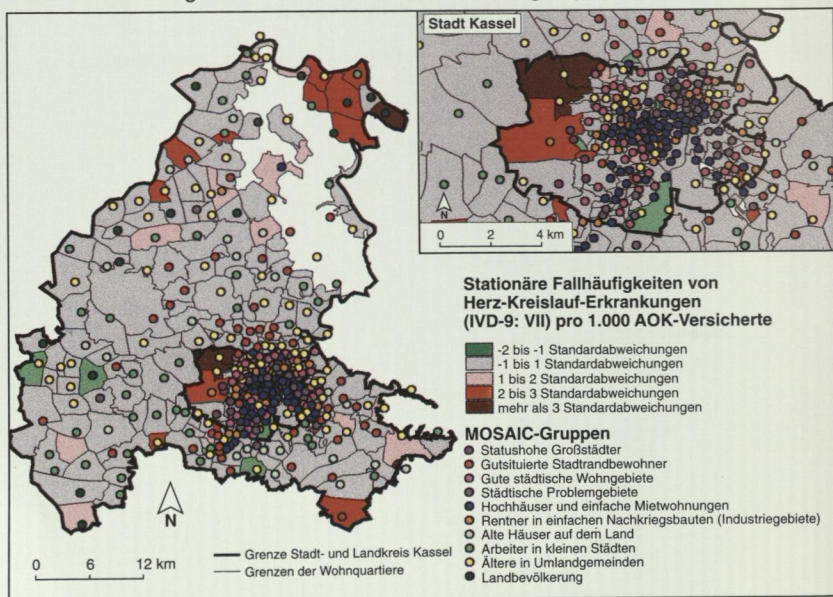 Stadt Kassel
N
0 2 4 km
Stationäre Fallhäufigkeiten von
Herz-Kreislauf-Erkrankungen
(IVD-9: VII) pro 1.000 AOK-Versicherte
-2 bis -1 Standardabweichungen
-1 bis 1 Standardabweichungen
1 bis 2 Standardabweichungen
2 bis 3 Standardabweichungen
mehr als 3 Standardabweichungen
MOSAIC-Gruppen
Statushohe Großstädter
Gutsituierte Stadtrandbewohner
Gute städtische Wohngebiete
Städtische Problemgebiete
Hochhäuser und einfache Mietwohnungen
Rentner in einfachen Nachkriegsbauten (Industriegebiete)
Alte Häuser auf dem Land
Arbeiter in kleinen Städten
Ältere in Umlandgemeinden
Landbevölkerung
N
0 6 12 km
Grenze Stadt- und Landkreis Kassel
Grenzen der Wohnquartiere